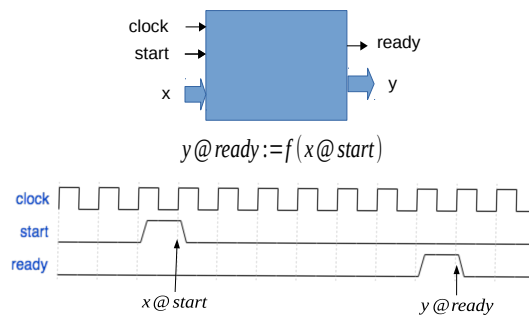 clock
start
ready
x
y
y@ready:=f(x@start)
clock
start
ready
x@start
y@ready